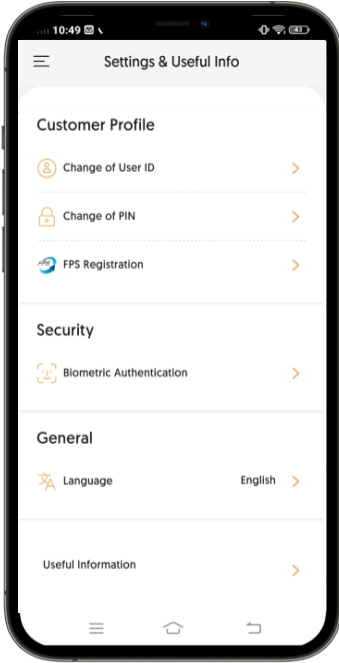 10:49
43
Settings & Useful Info
Customer Profile
Change of User ID
Change of PIN
FPS Registration
Security
Biometric Authentication
General
Language English
Useful Information